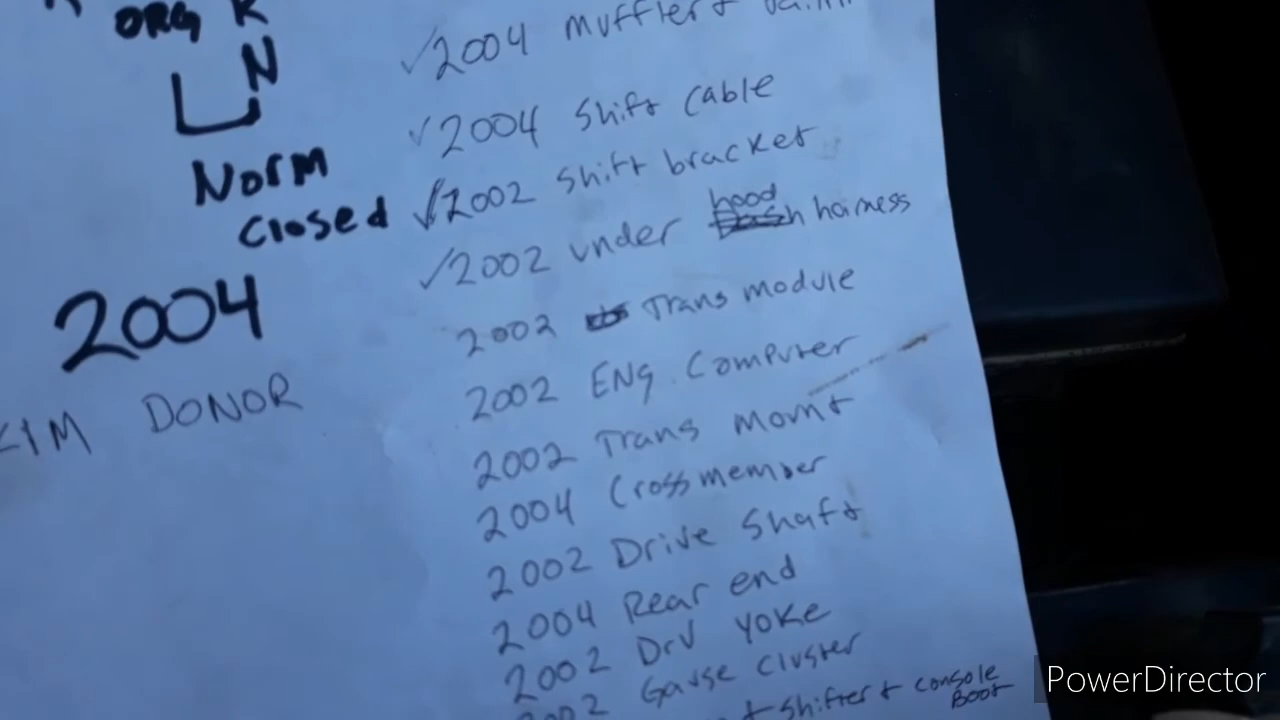 ORG K
N
Norm
Closed
2004
DONOR
✓2004 muffler +
✓2004 Shift Cable
✓2002 Shift bracket
✓2002 under hood harness
2002 Trans module
2002 ENG. Computer
2002 Trans mount
2004 Crossmember
2002 Drive Shaft
2004 Rear end
2002 Drv Yoke
2002 Gauge Cluster
+ Shifter + console
Boot
PowerDirector